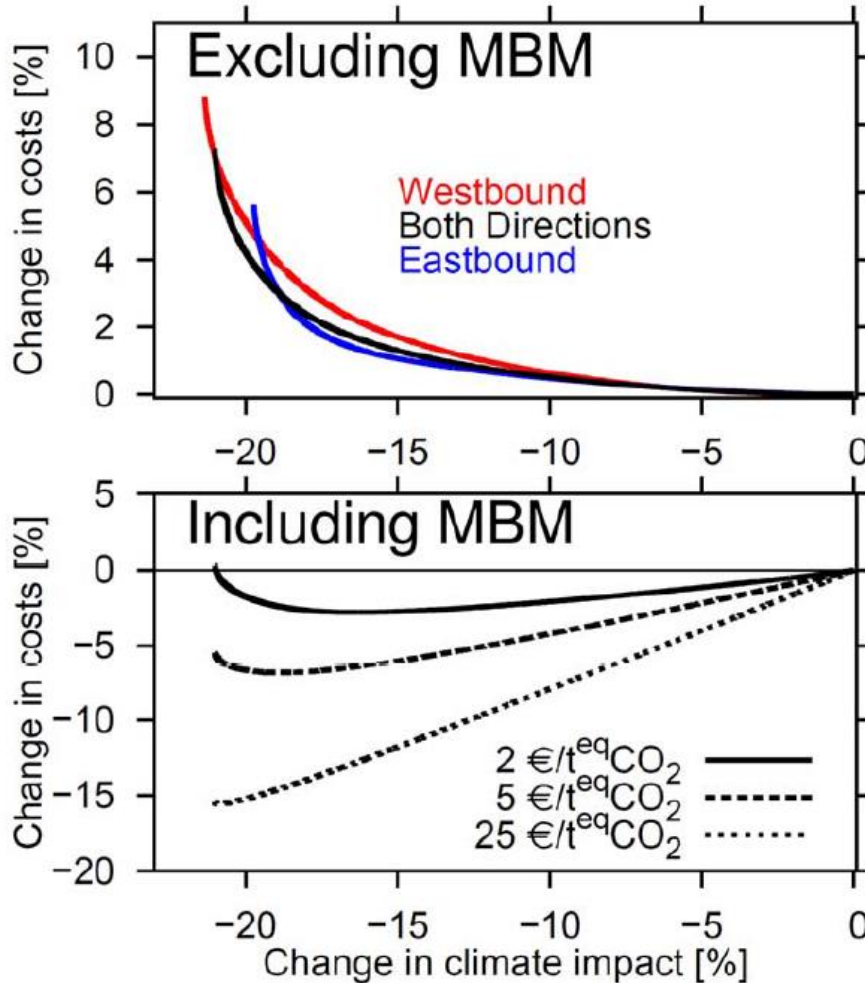 Excluding MBM
Change in costs [%]
10
8
6
4
2
0
Westbound
Both Directions
Eastbound
−20 −15 −10 −5 0
Including MBM
Change in costs [%]
5
0
−5
−10
−15
−20
2 €/t^eqCO₂
5 €/t^eqCO₂
25 €/t^eqCO₂
−20 −15 −10 −5 0
Change in climate impact [%]